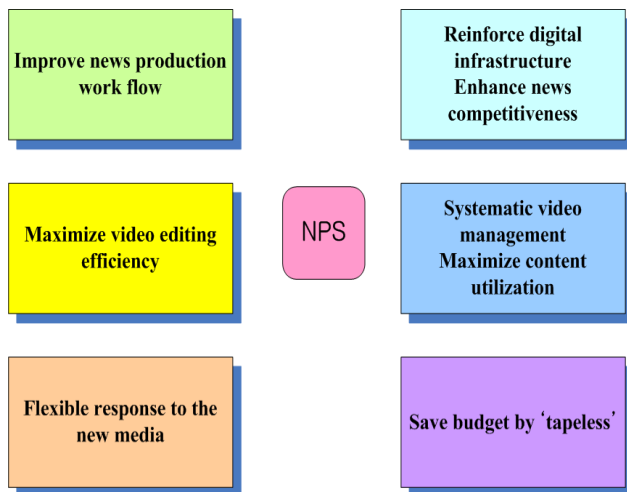 Improve news production
work flow
Reinforce digital
infrastructure
Enhance news
competitiveness
Maximize video editing
efficiency
NPS
Systematic video
management
Maximize content
utilization
Flexible response to the
new media
Save budget by ‘tapeless’